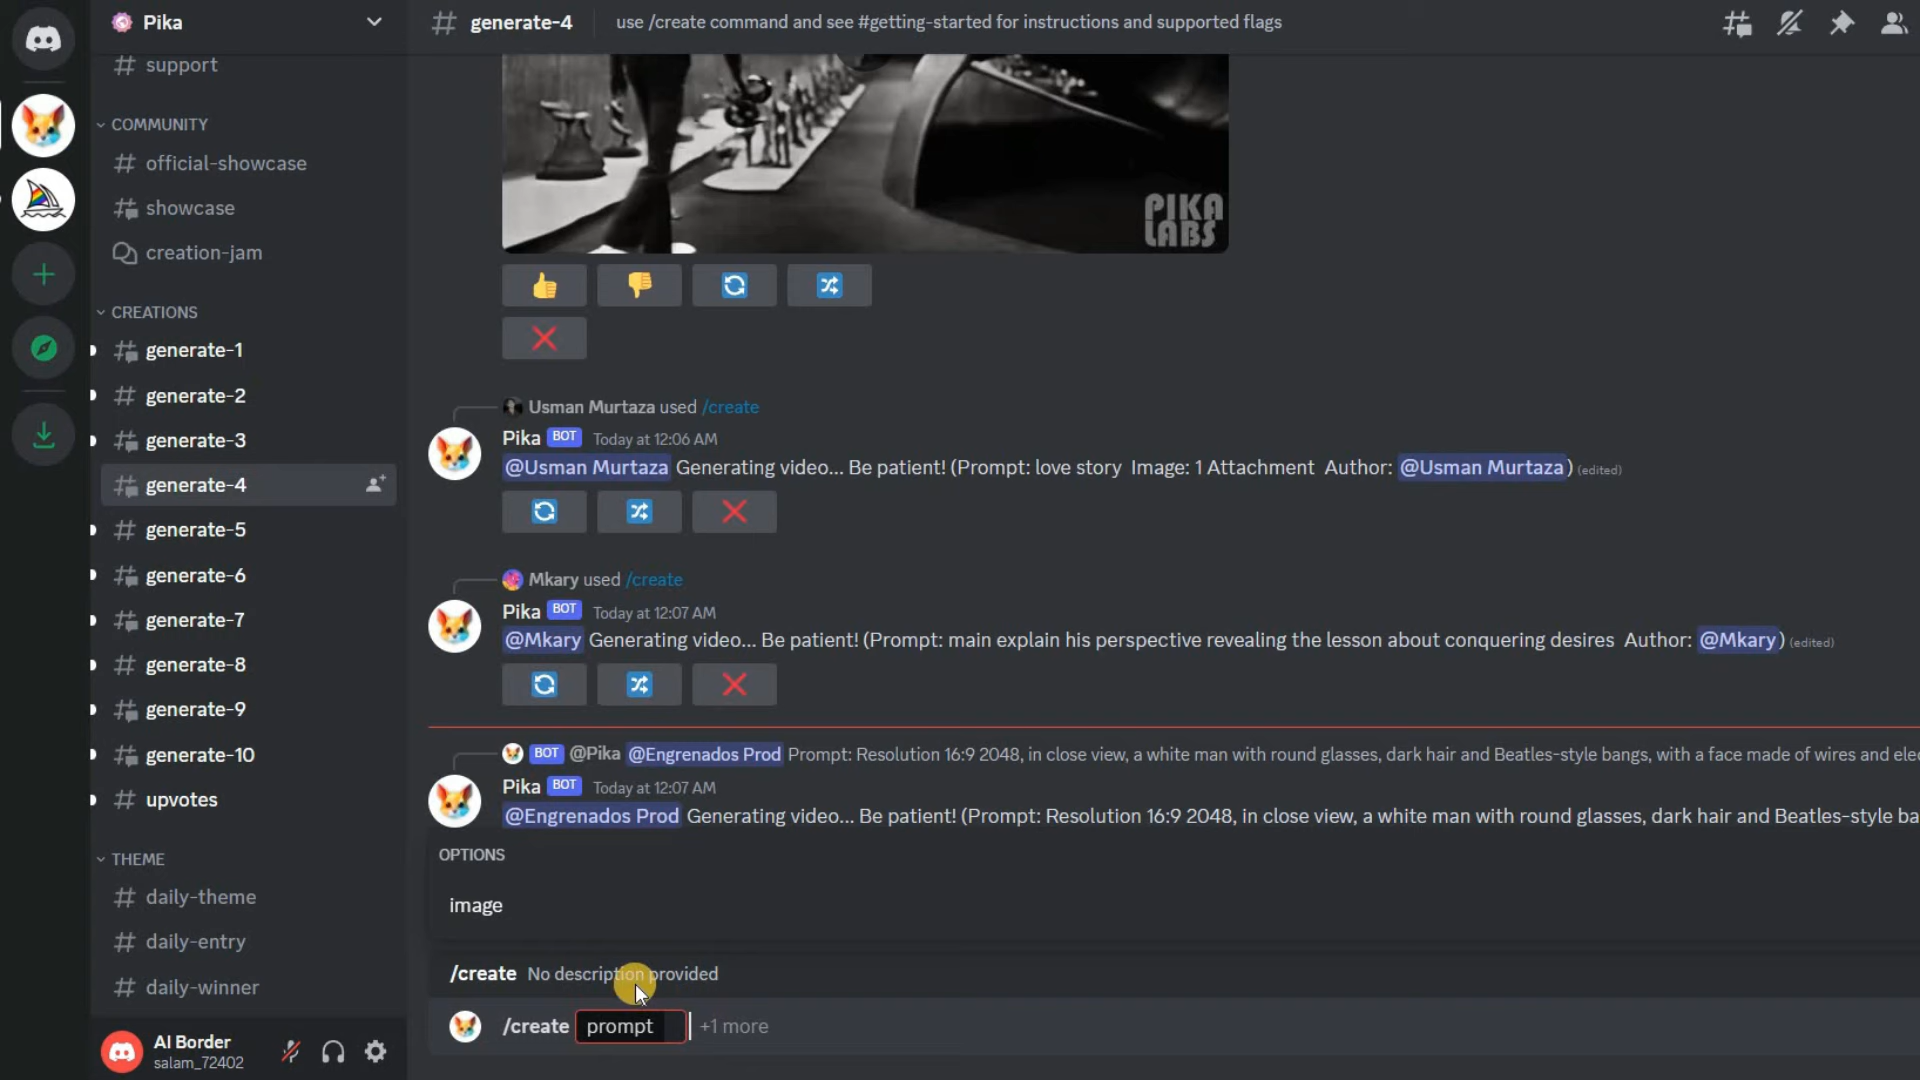 Pika
support
COMMUNITY
official-showcase
showcase
creation-jam
CREATIONS
generate-1
generate-2
generate-3
generate-4
generate-5
generate-6
generate-7
generate-8
generate-9
generate-10
upvotes
THEME
daily-theme
daily-entry
daily-winner
AI Border
salam_72402
generate-4 use /create command and see #getting-started for instructions and supported flags
PIKA
LABS
Usman Murtaza used /create
Pika BOT Today at 12:06 AM
@Usman Murtaza Generating video... Be patient! (Prompt: love story Image: 1 Attachment Author: @Usman Murtaza) (edited)
Mkary used /create
Pika BOT Today at 12:07 AM
@Mkary Generating video... Be patient! (Prompt: main explain his perspective revealing the lesson about conquering desires Author: @Mkary) (edited)
BOT @Pika @Engrenados Prod Prompt: Resolution 16:9 2048, in close view, a white man with round glasses, dark hair and Beatles-style bangs, with a face made of wires and elec
Pika BOT Today at 12:07 AM
@Engrenados Prod Generating video... Be patient! (Prompt: Resolution 16:9 2048, in close view, a white man with round glasses, dark hair and Beatles-style ba
OPTIONS
image
/create No description provided
/create prompt +1 more